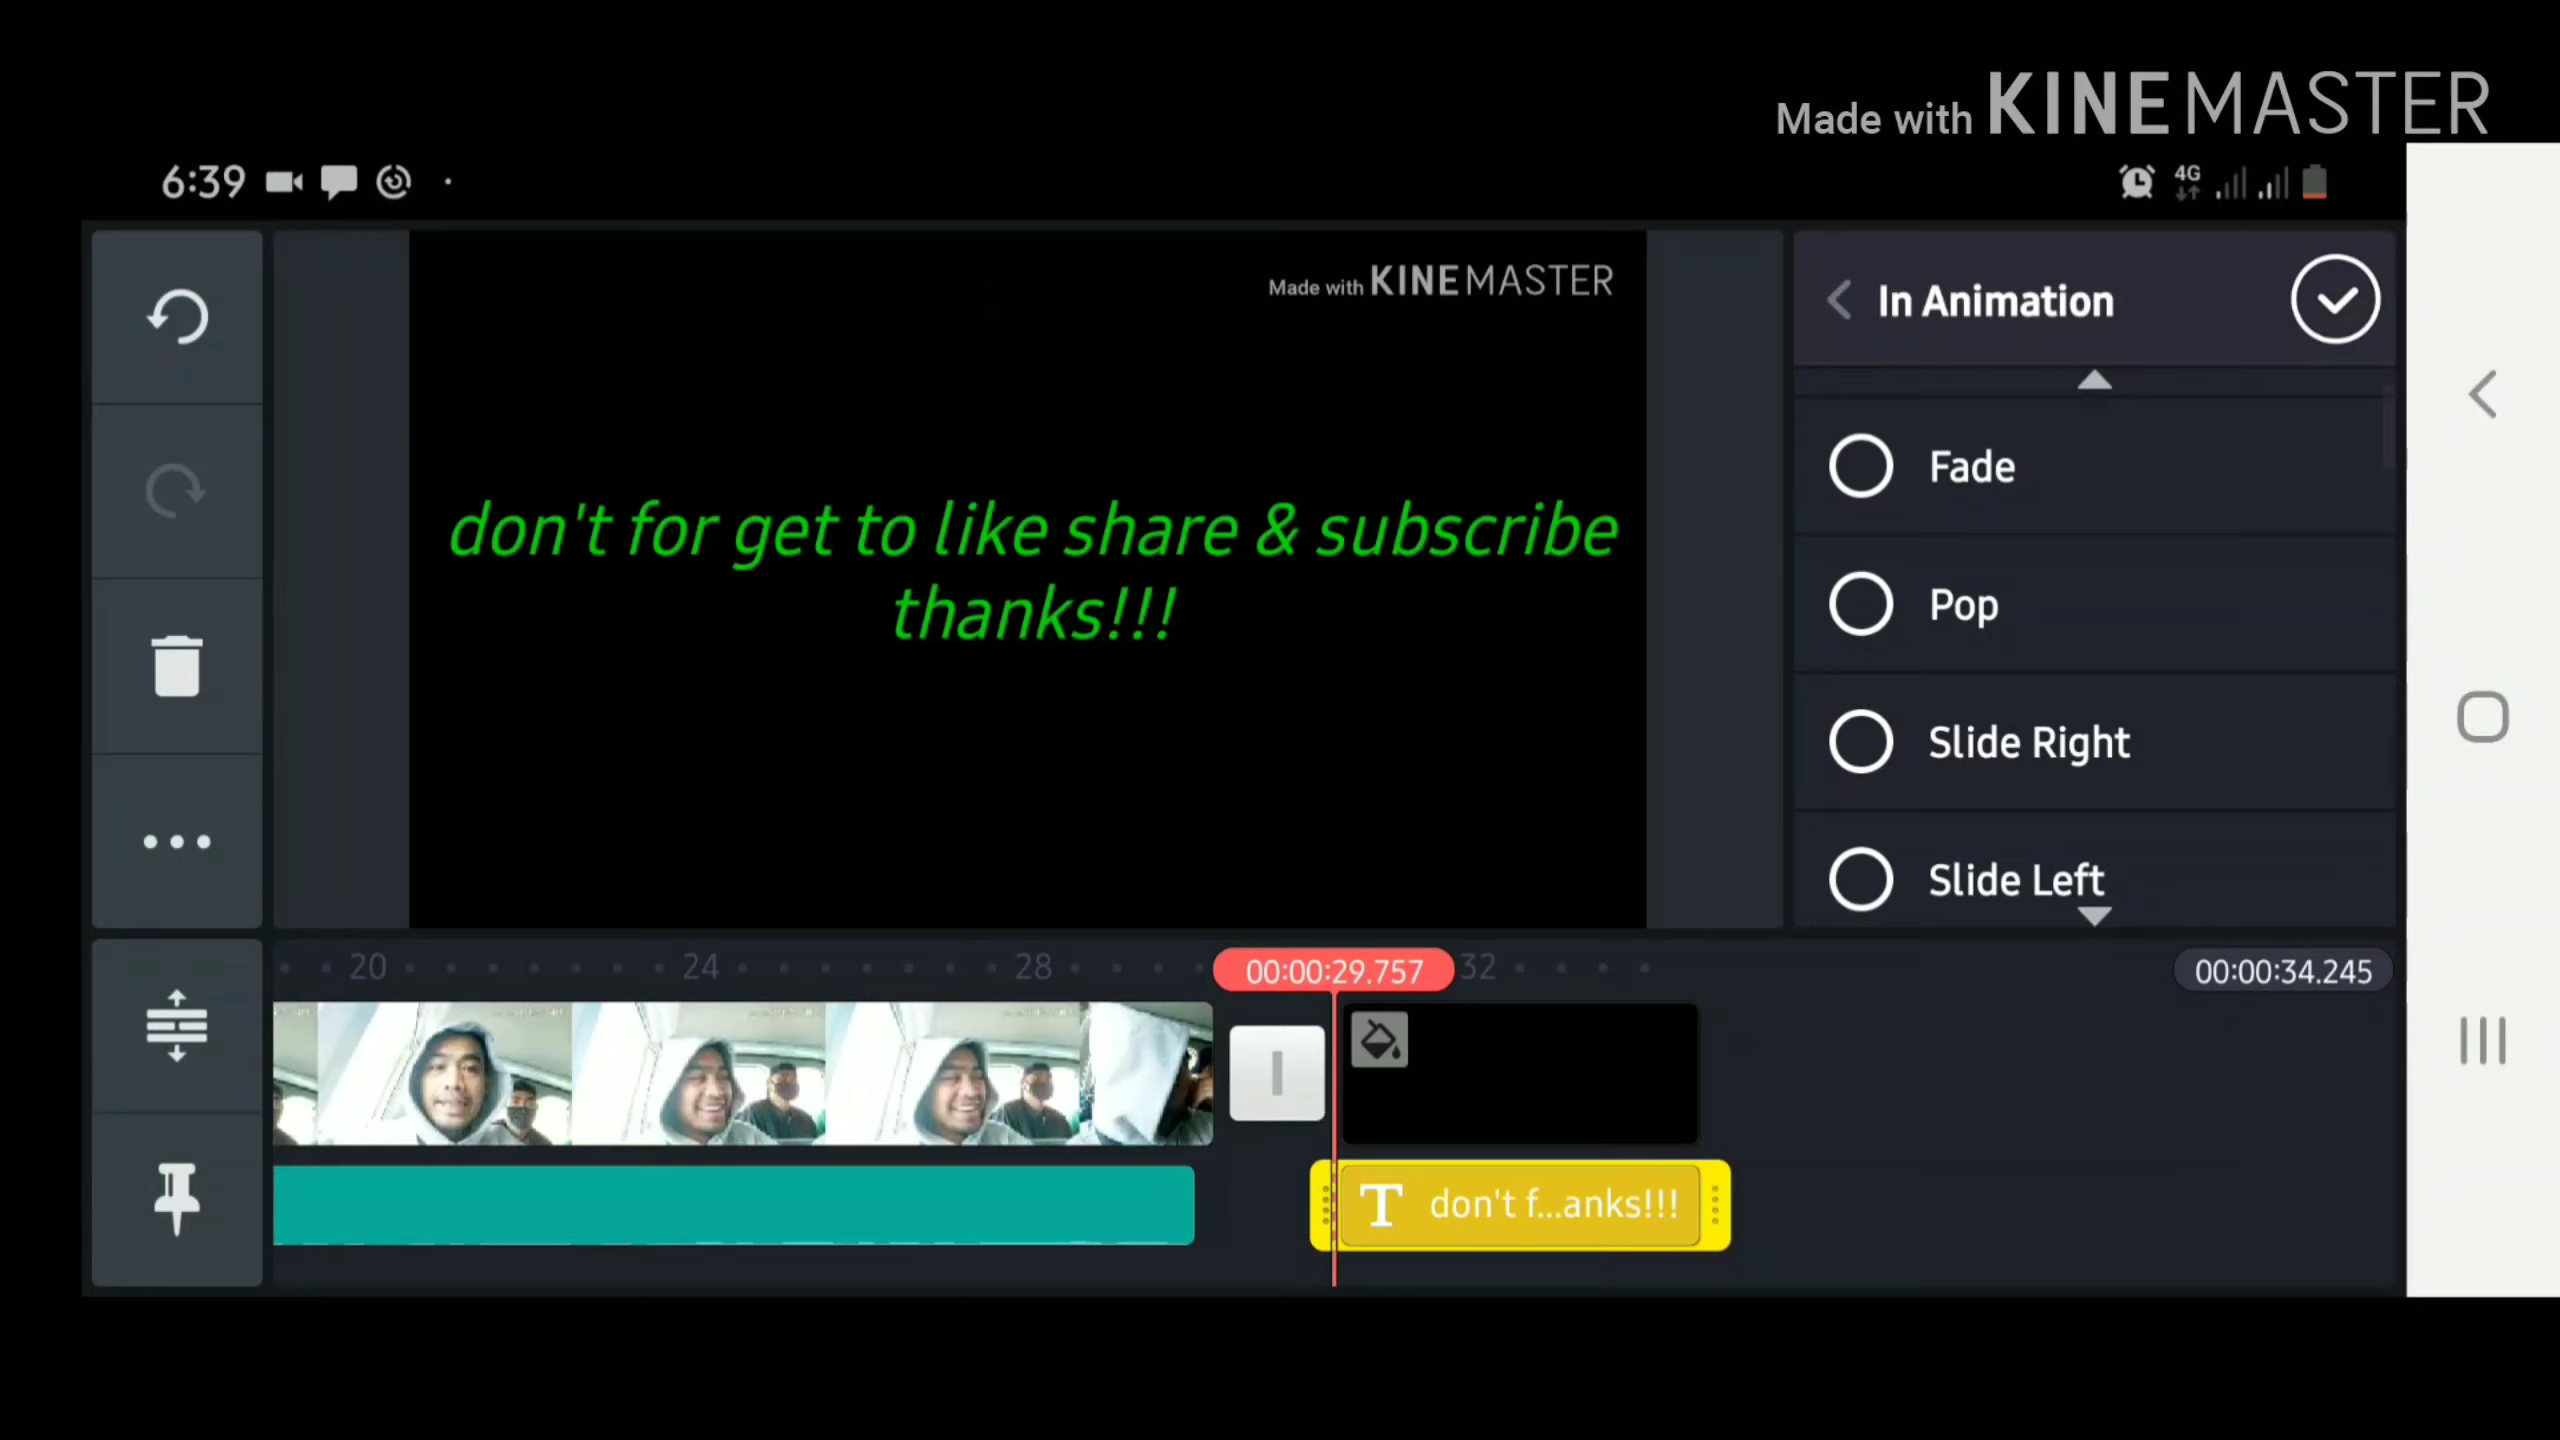 Made with KINEMASTER
6:39
4G
Made with KINEMASTER
In Animation
don't for get to like share & subscribe
thanks!!!
Fade
Pop
Slide Right
Slide Left
20 24 28 00:00:29.757 32 00:00:34.245
T don't f...anks!!!